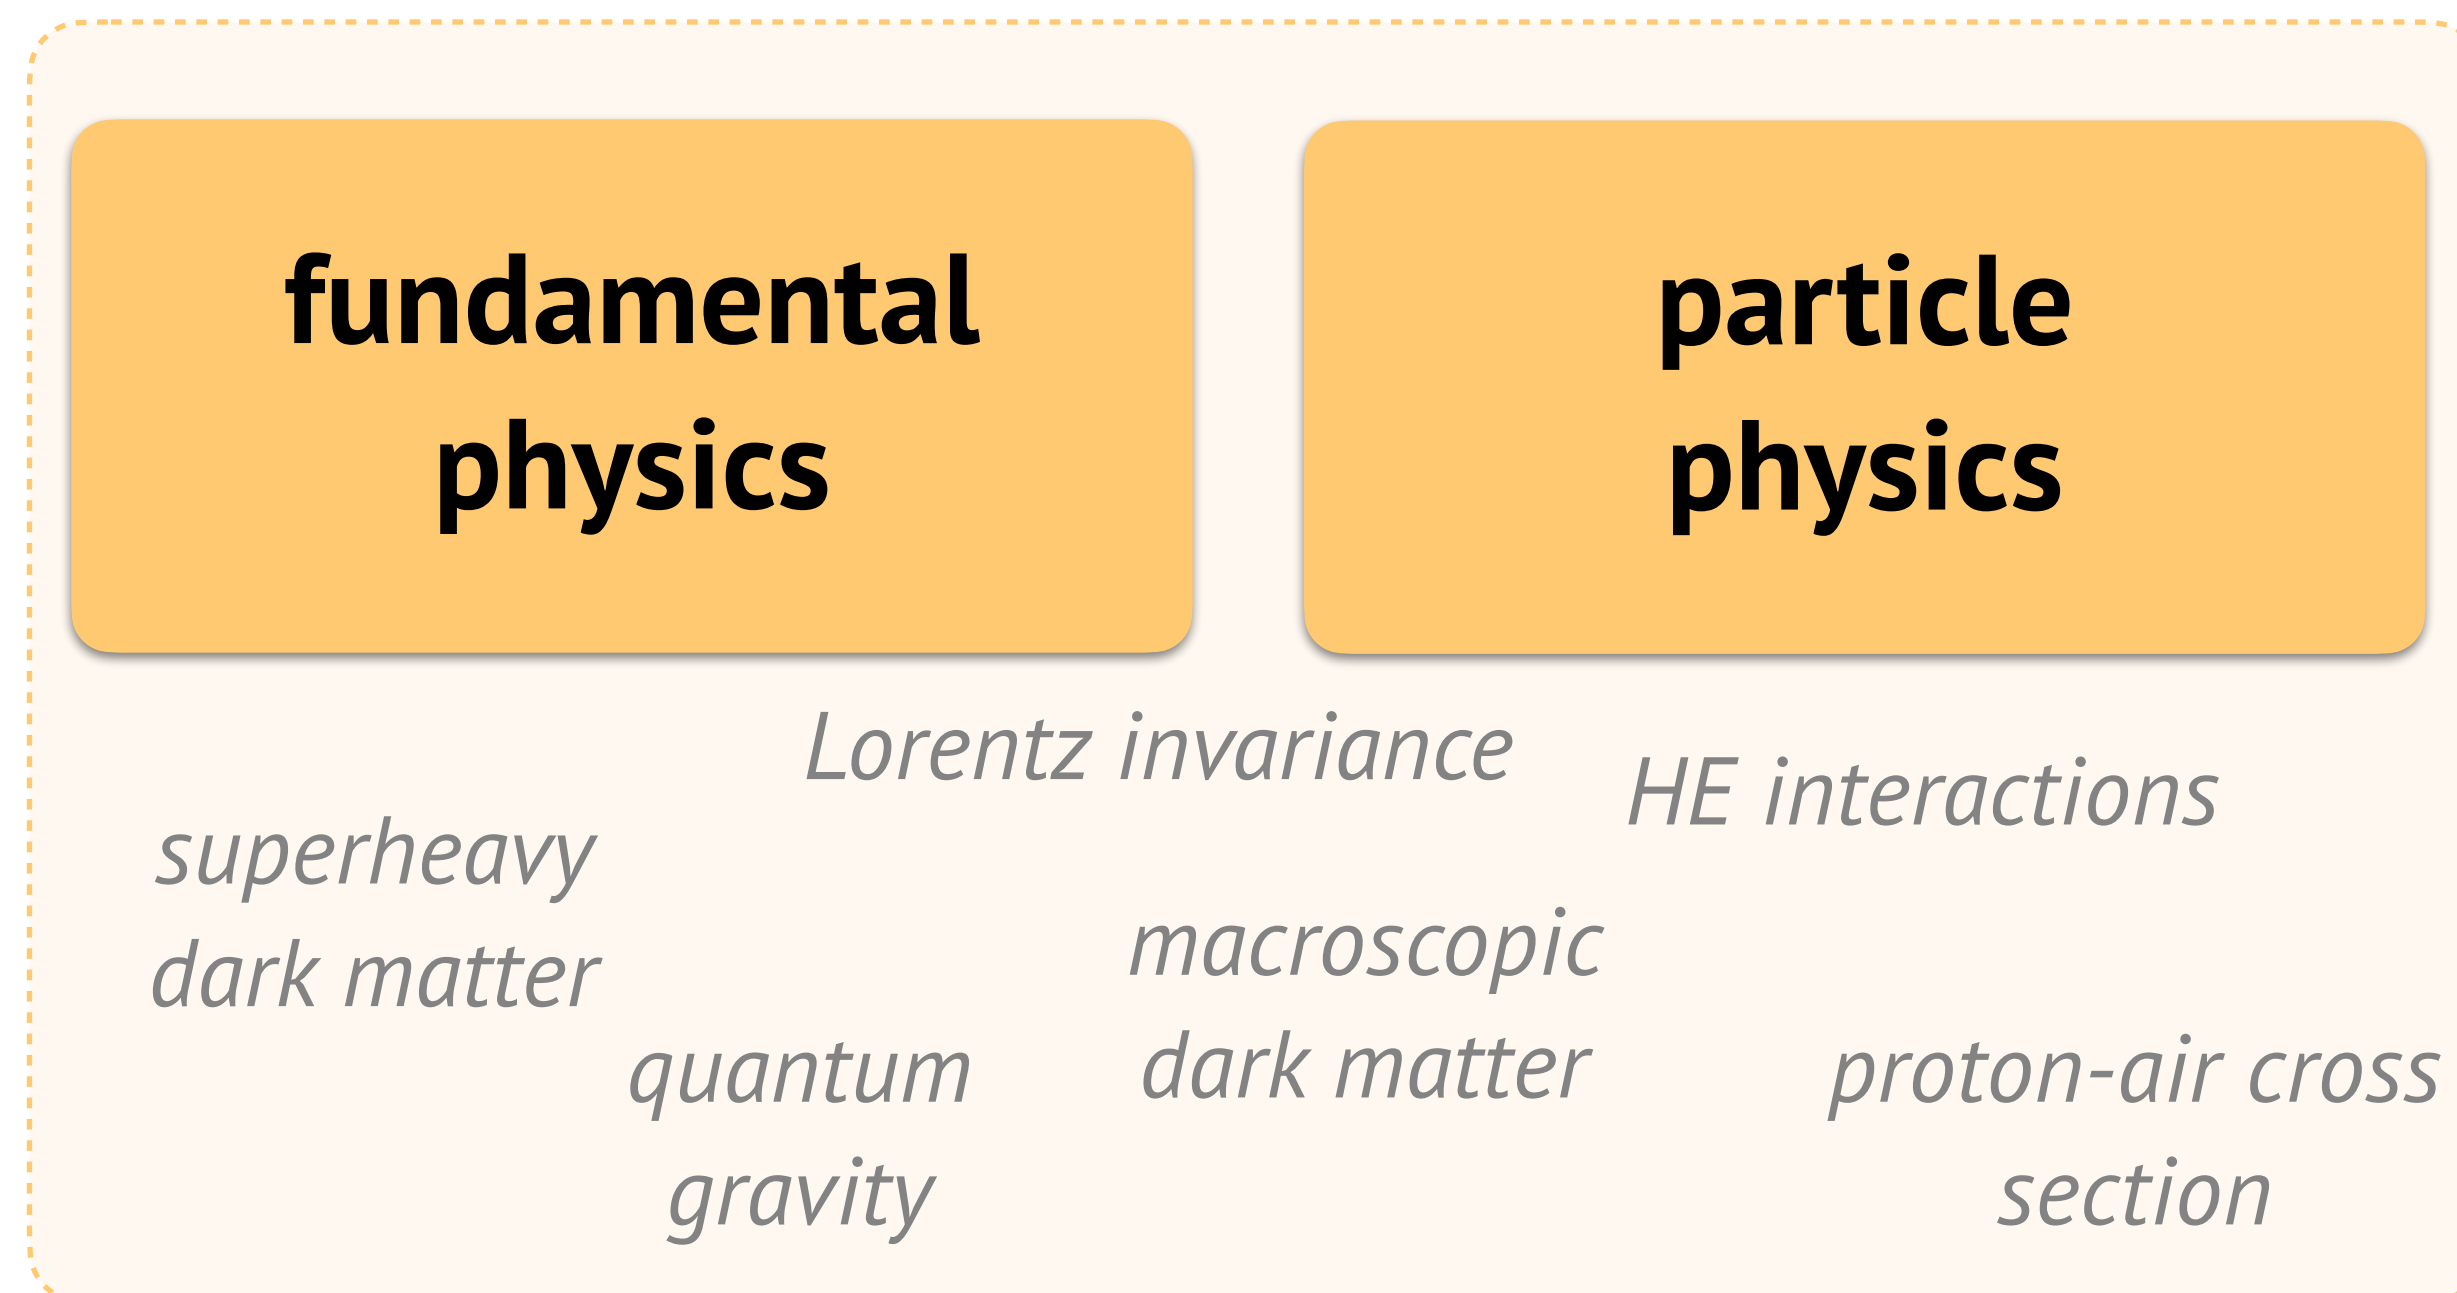 fundamental
physics
particle
physics
Lorentz invariance
HE interactions
superheavy
dark matter
macroscopic
dark matter
quantum
gravity
proton-air cross
section